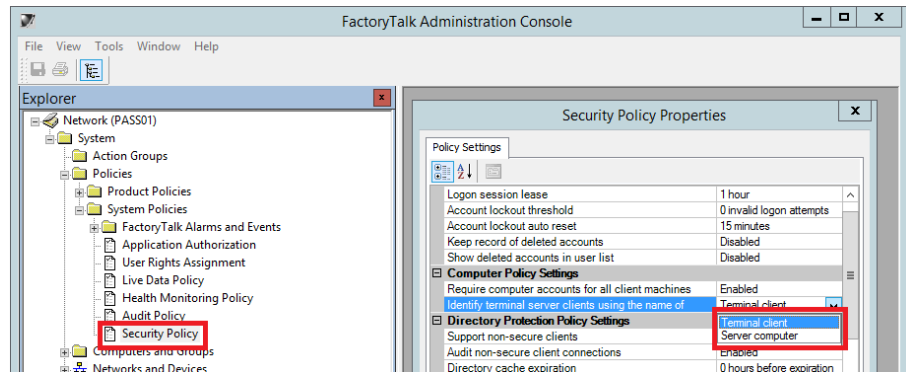 FactoryTalk Administration Console
File View Tools Window Help
Explorer
Network (PASS01)
System
Action Groups
Policies
Product Policies
System Policies
FactoryTalk Alarms and Events
Application Authorization
User Rights Assignment
Live Data Policy
Health Monitoring Policy
Audit Policy
Security Policy
Computers and Groups
Networks and Devices
Security Policy Properties
Policy Settings
Logon session lease 1 hour
Account lockout threshold 0 invalid logon attempts
Account lockout auto reset 15 minutes
Keep record of deleted accounts Disabled
Show deleted accounts in user list Disabled
Computer Policy Settings
Require computer accounts for all client machines Enabled
Identify terminal server clients using the name of Terminal client
Terminal client
Server computer
Directory Protection Policy Settings
Support non-secure clients
Audit non-secure client connections Enabled
Directory cache expiration 0 hours before expiration